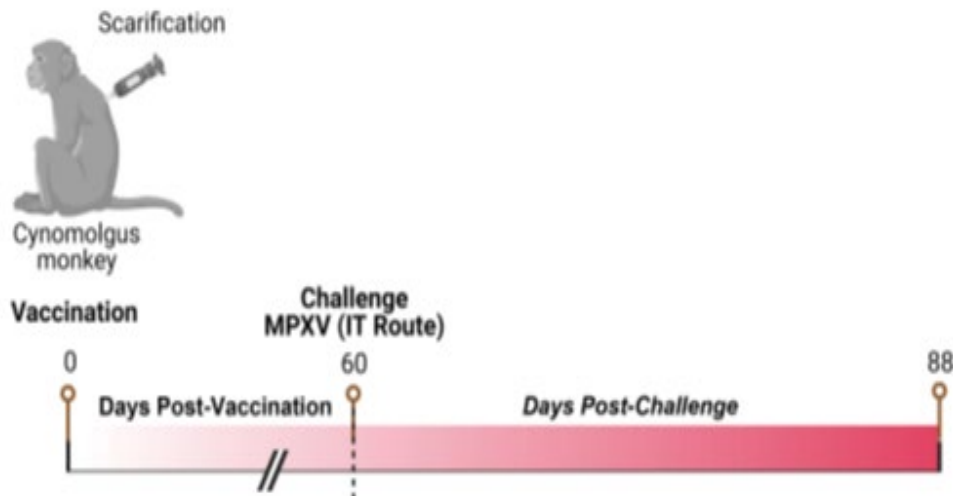 Scarification
Cynomolgus
monkey
Vaccination
Challenge
MPXV (IT Route)
0
60
88
Days Post-Vaccination
Days Post-Challenge